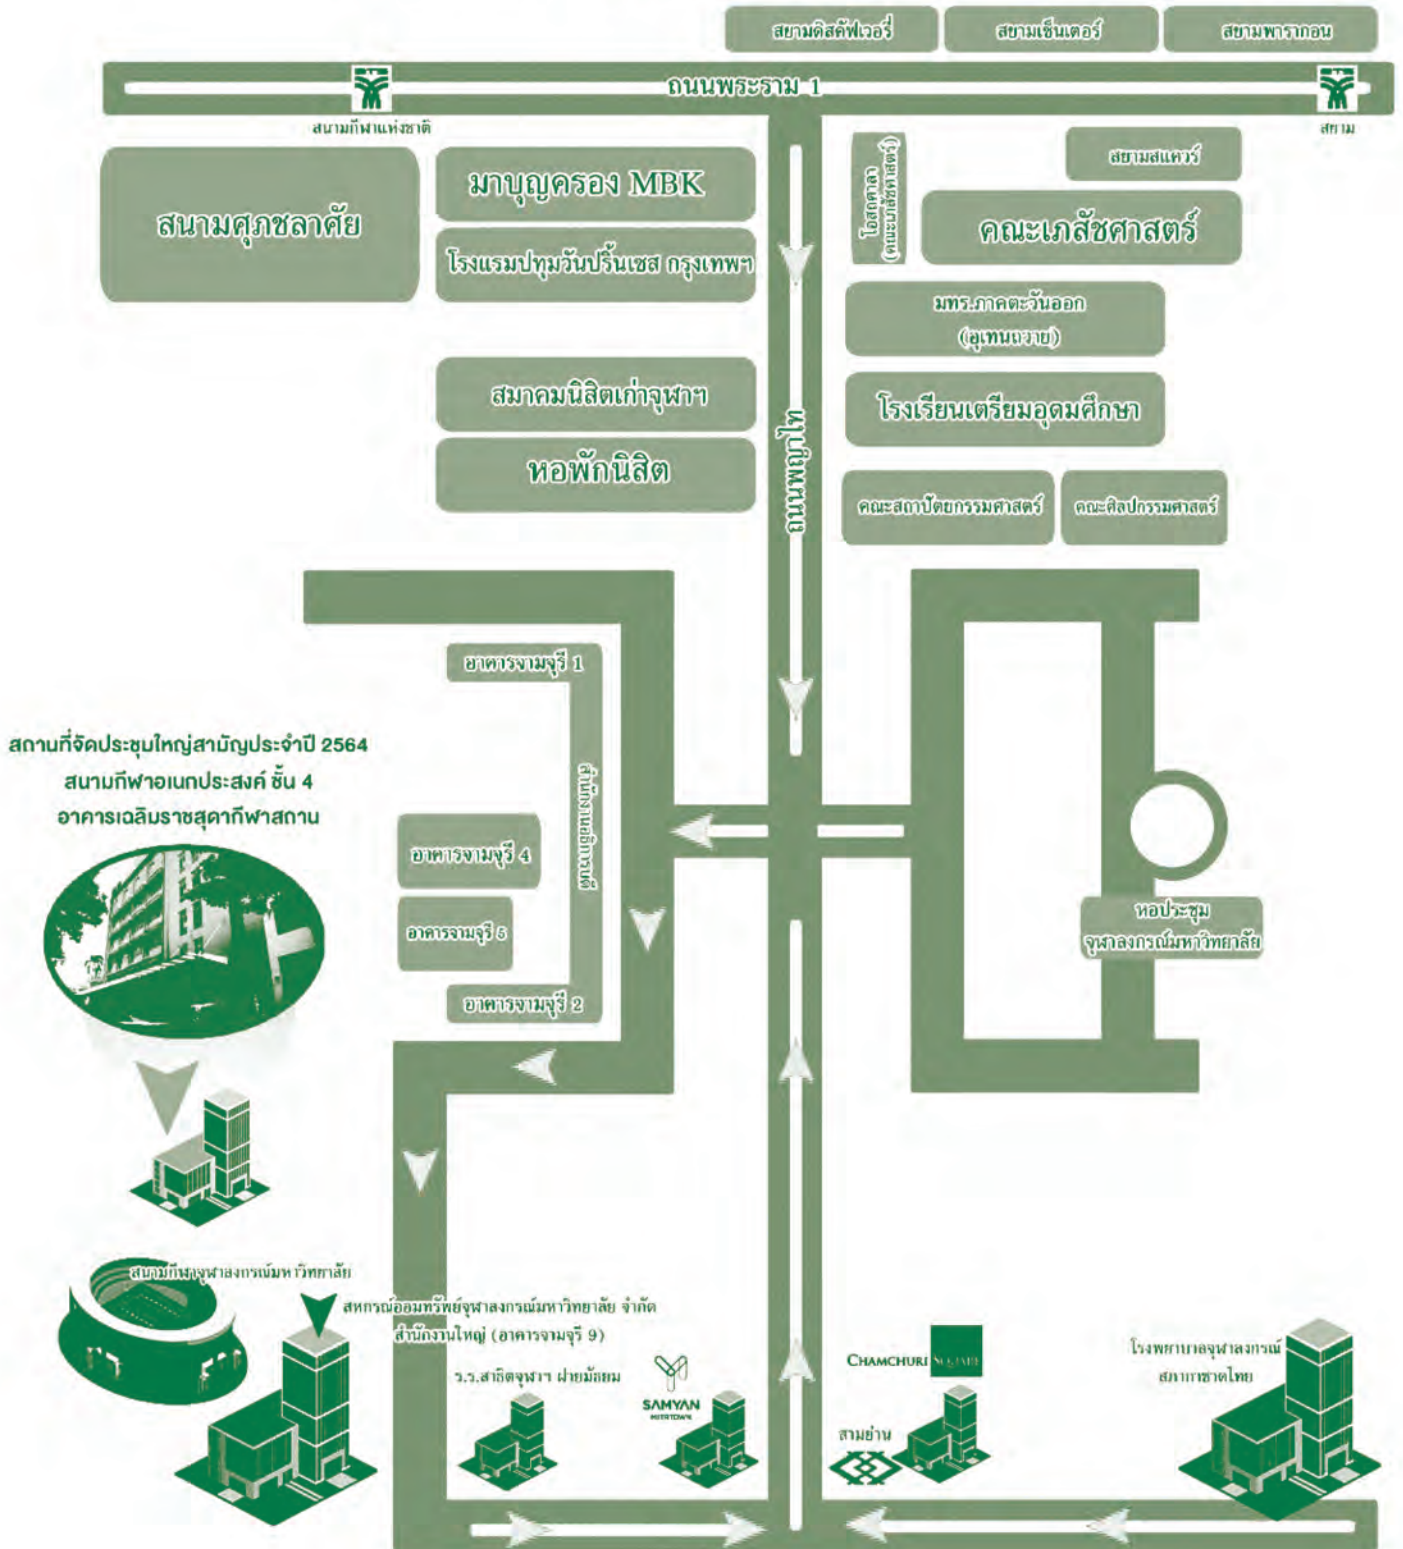 สยามดิสคัฟเวอรี่
สยามเซ็นเตอร์
สยามพารากอน
ถนนพระราม 1
สนามกีฬาแห่งชาติ
สยาม
สนามศุภชลาศัย
มาบุญครอง MBK
โรงแรมปทุมวันปริ้นเซส กรุงเทพฯ
โอสถศาลา
(คณะเภสัชศาสตร์)
สยามสแควร์
คณะเภสัชศาสตร์
มทร.ภาคตะวันออก
(อุเทนถวาย)
สมาคมนิสิตเก่าจุฬาฯ
โรงเรียนเตรียมอุดมศึกษา
หอพักนิสิต
ถนนพญาไท
คณะสถาปัตยกรรมศาสตร์
คณะศิลปกรรมศาสตร์
อาคารจามจุรี 1
สำนักงานอธิการบดี
อาคารจามจุรี 4
อาคารจามจุรี 5
อาคารจามจุรี 2
หอประชุม
จุฬาลงกรณ์มหาวิทยาลัย
สถานที่จัดประชุมใหญ่สามัญประจำปี 2564
สนามกีฬาอเนกประสงค์ ชั้น 4
อาคารเฉลิมราชสุดากีฬาสถาน
สนามกีฬาจุฬาลงกรณ์มหาวิทยาลัย
สหกรณ์ออมทรัพย์จุฬาลงกรณ์มหาวิทยาลัย จำกัด
สำนักงานใหญ่ (อาคารจามจุรี 9)
ร.ร.สาธิตจุฬาฯ ฝ่ายมัธยม
SAMYAN
MITRTOWN
CHAMCHURI SQUARE
สามย่าน
โรงพยาบาลจุฬาลงกรณ์
สภากาชาดไทย